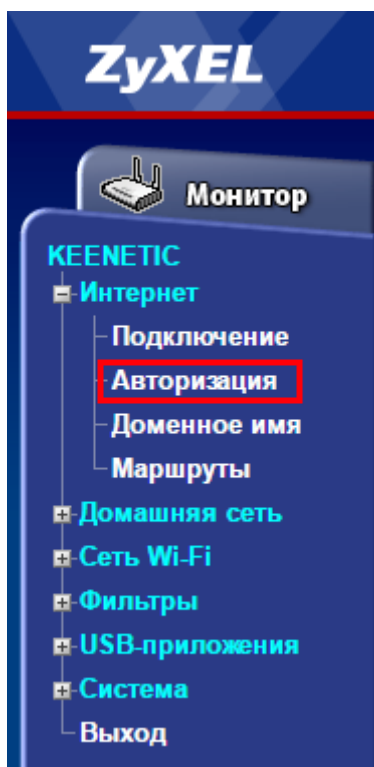 ZyXEL
Монитор
KEENETIC
Интернет
Подключение
Авторизация
Доменное имя
Маршруты
Домашняя сеть
Сеть Wi-Fi
Фильтры
USB-приложения
Система
Выход